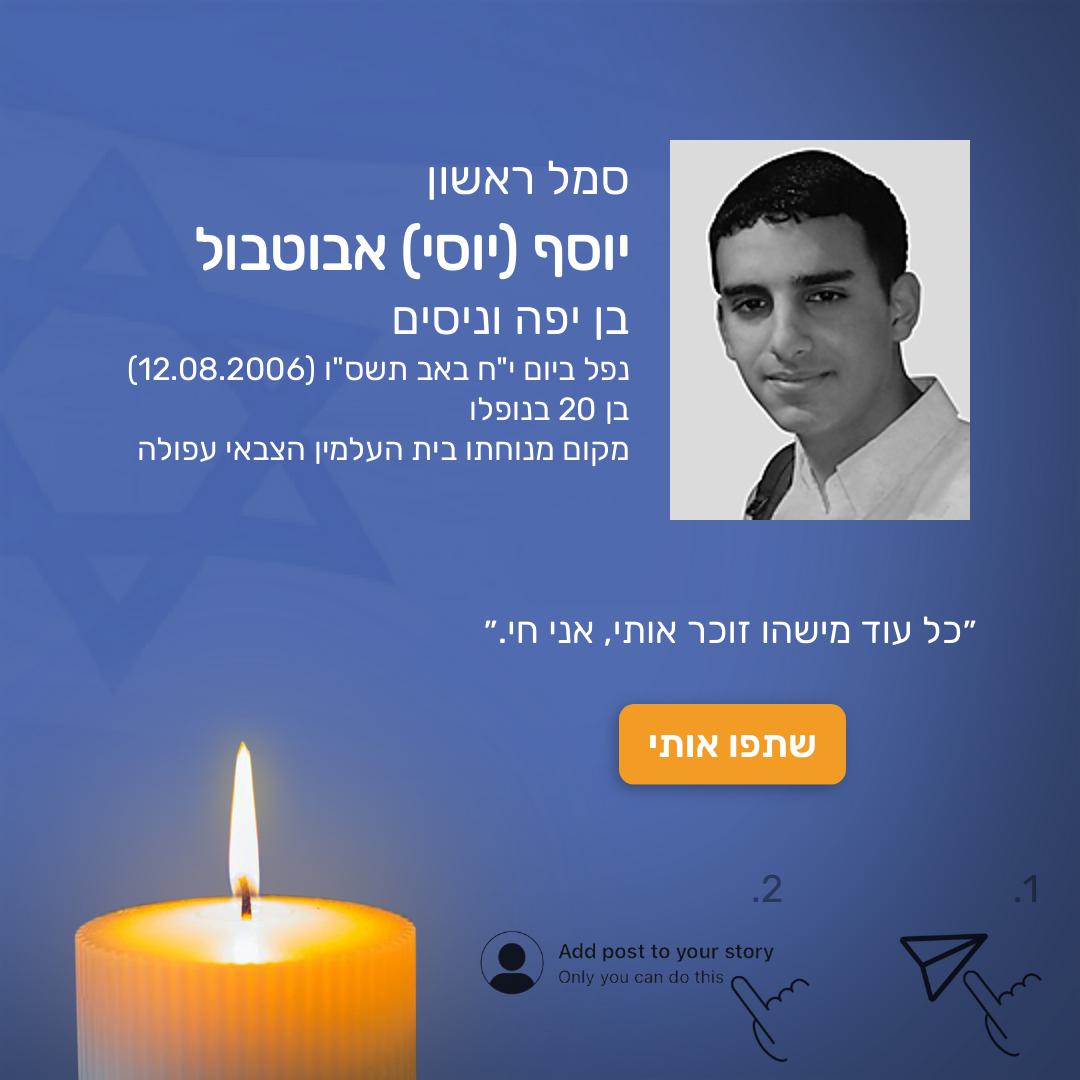 סמל ראשון
יוסף (יוסי) אבוטבול
בן יפה וניסים
נפל ביום י"ח באב תשס"ו (12.08.2006)
בן 20 בנופלו
מקום מנוחתו בית העלמין הצבאי עפולה
״כל עוד מישהו זוכר אותי, אני חי.״
שתפו אותי
1.
2.
Add post to your story
Only you can do this